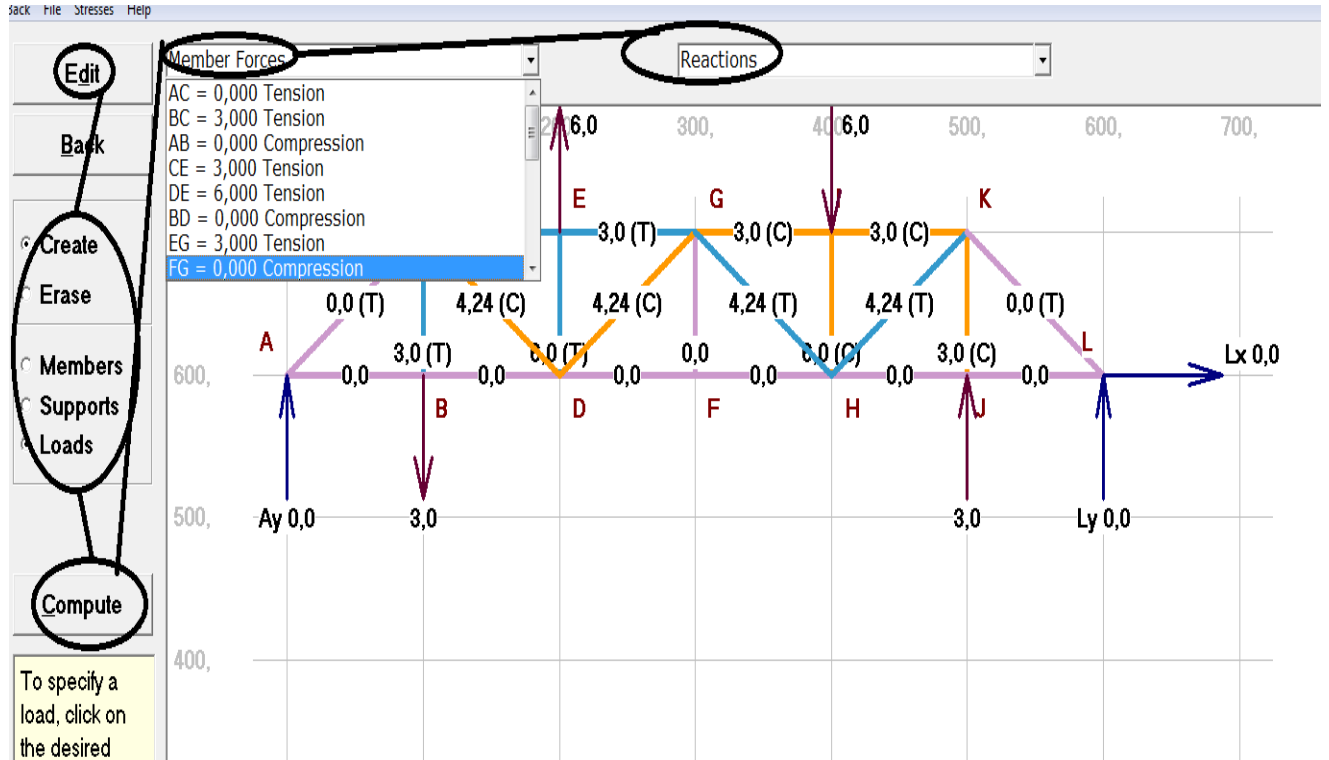 Back File Stresses Help
Edit
Back
Create
Erase
Members
Supports
Loads
Compute
To specify a
load, click on
the desired
Member Forces
AC = 0,000 Tension
BC = 3,000 Tension
AB = 0,000 Compression
CE = 3,000 Tension
DE = 6,000 Tension
BD = 0,000 Compression
EG = 3,000 Tension
FG = 0,000 Compression
Reactions
6,0 300, 6,0 500, 600, 700,
E G K
3,0 (T) 3,0 (C) 3,0 (C)
0,0 (T) 4,24 (C) 4,24 (C) 4,24 (T) 4,24 (T) 0,0 (T)
A 3,0 (T) 0,0 3,0 (C) L Lx 0,0
600, 0,0 0,0 0,0 0,0 0,0 0,0
B D F H J
500, Ay 0,0 3,0 3,0 Ly 0,0
400,